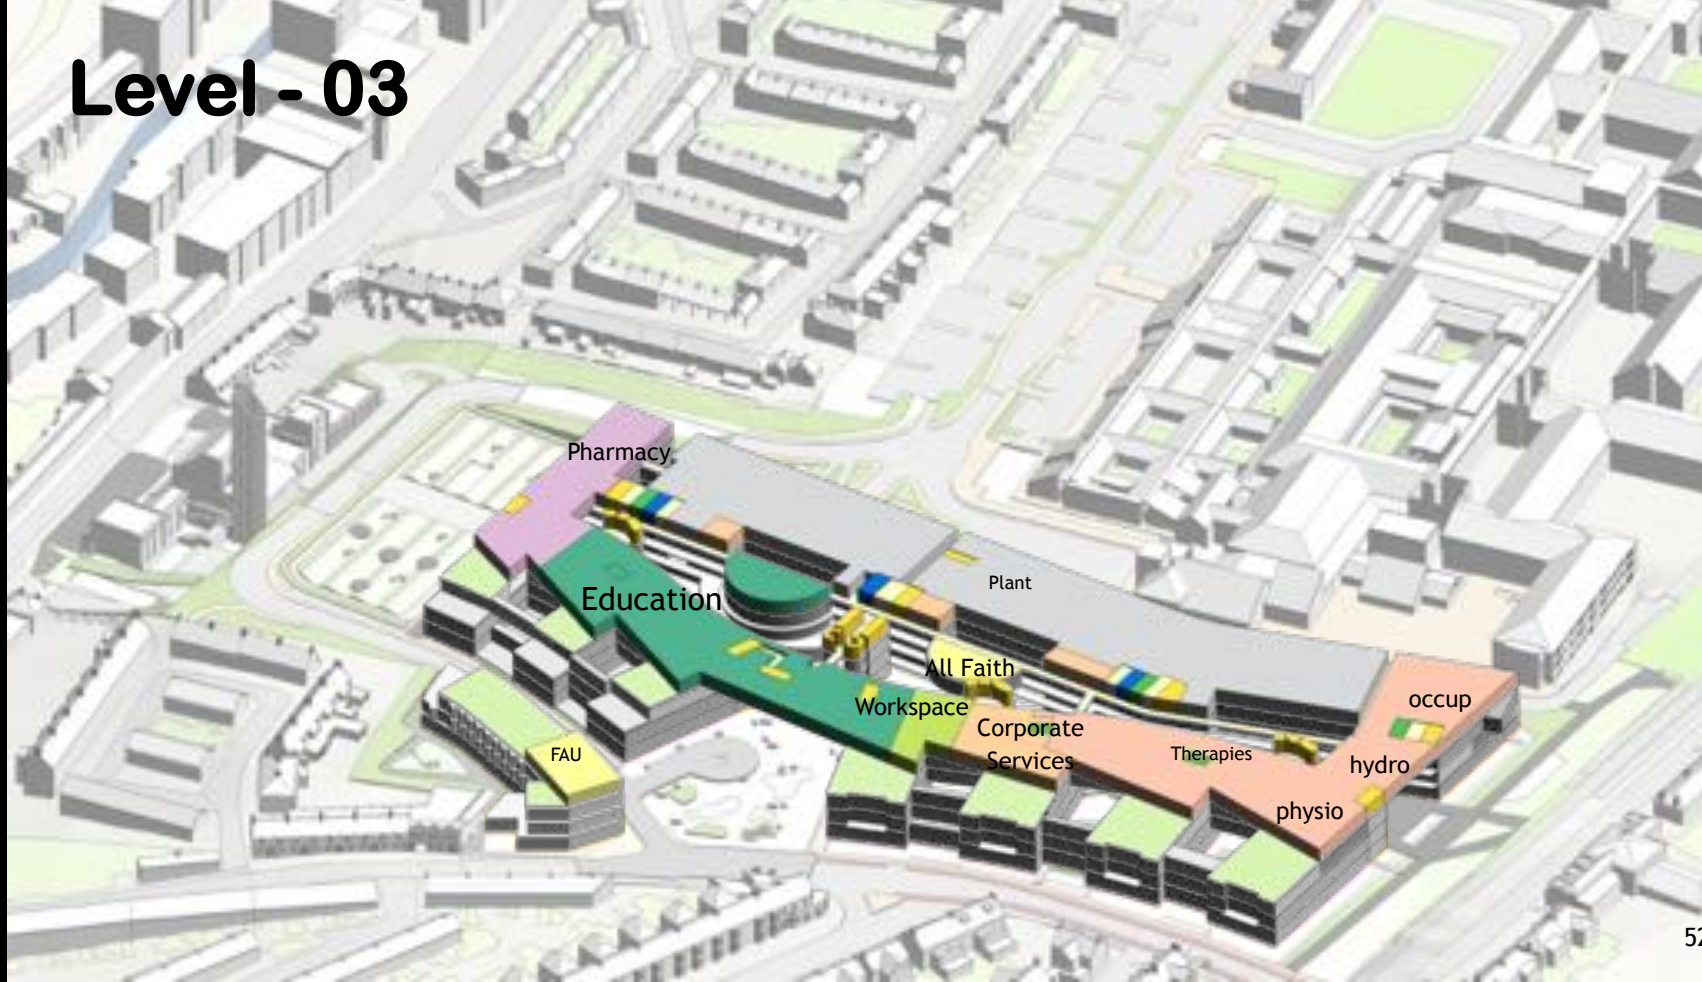 Level - 03
Pharmacy
Plant
Education
All Faith
occup
Workspace
Corporate
Services
Therapies
FAU
hydro
physio
52